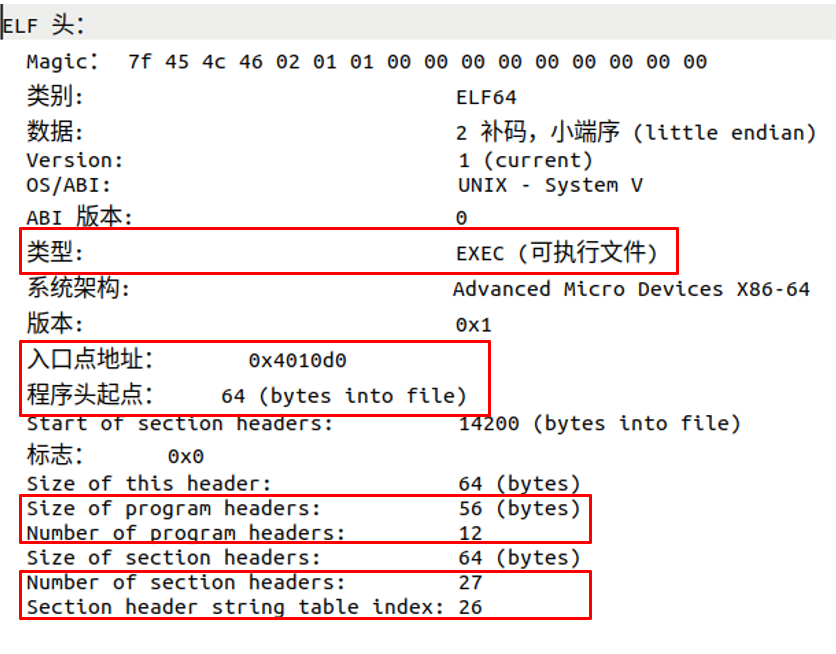 ELF 头：
Magic： 7f 45 4c 46 02 01 01 00 00 00 00 00 00 00 00 00
类别: ELF64
数据: 2 补码，小端序 (little endian)
Version: 1 (current)
OS/ABI: UNIX - System V
ABI 版本: 0
类型: EXEC (可执行文件)
系统架构: Advanced Micro Devices X86-64
版本: 0x1
入口点地址： 0x4010d0
程序头起点： 64 (bytes into file)
Start of section headers: 14200 (bytes into file)
标志： 0x0
Size of this header: 64 (bytes)
Size of program headers: 56 (bytes)
Number of program headers: 12
Size of section headers: 64 (bytes)
Number of section headers: 27
Section header string table index: 26